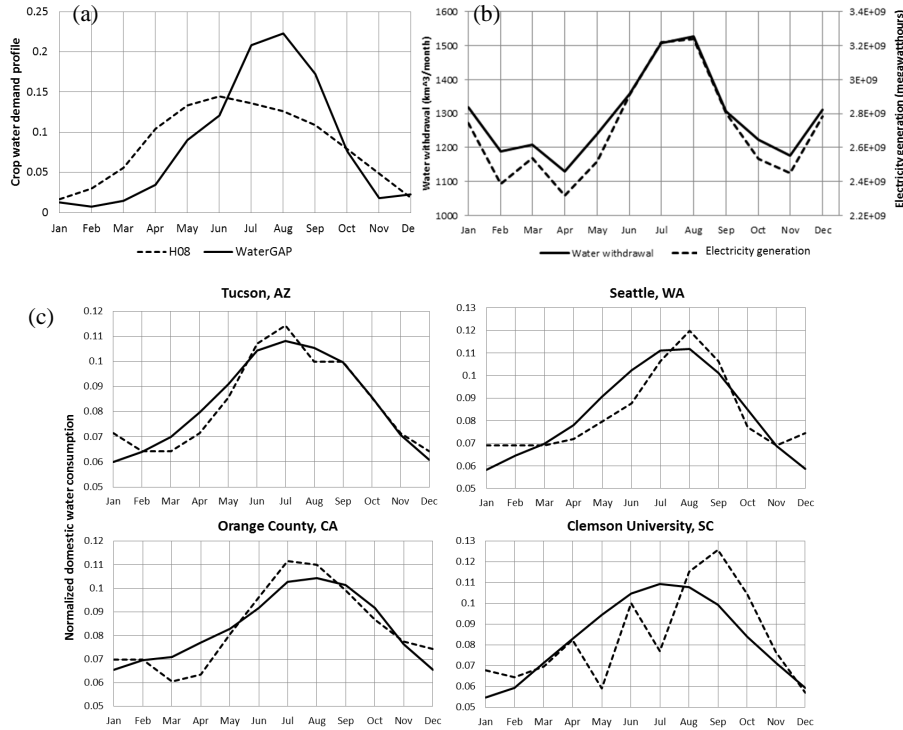 (a)
Crop water demand profile
0.25
0.2
0.15
0.1
0.05
0
Jan Feb Mar Apr May Jun Jul Aug Sep Oct Nov De
H08 WaterGAP
(b)
Water withdrawal (km^3/month)
1600
1500
1400
1300
1200
1100
1000
3.4E+09
3.2E+09
3E+09
2.8E+09
2.6E+09
2.4E+09
2.2E+09
Electricity generation (megawatthours)
Jan Feb Mar Apr May Jun Jul Aug Sep Oct Nov Dec
Water withdrawal Electricity generation
(c)
Normalized domestic water consumption
Tucson, AZ
0.12
0.11
0.1
0.09
0.08
0.07
0.06
0.05
Jan Feb Mar Apr May Jun Jul Aug Sep Oct Nov Dec
Seattle, WA
0.13
0.12
0.11
0.1
0.09
0.08
0.07
0.06
0.05
Jan Feb Mar Apr May Jun Jul Aug Sep Oct Nov Dec
Orange County, CA
0.12
0.11
0.1
0.09
0.08
0.07
0.06
0.05
Jan Feb Mar Apr May Jun Jul Aug Sep Oct Nov Dec
Clemson University, SC
0.13
0.12
0.11
0.10
0.09
0.08
0.07
0.06
0.05
Jan Feb Mar Apr May Jun Jul Aug Sep Oct Nov Dec